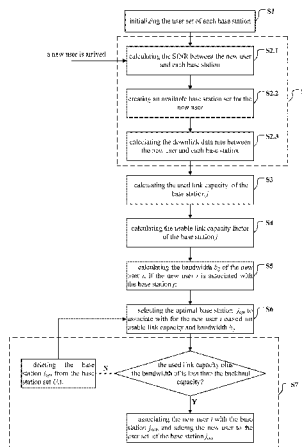 S1
initializing the user set of each base station
a new user is arrived
S2.1
calculating the SINR between the new user
and each base station
S2.2
creating an available base station set for the
new user
S2.3
calculating the downlink data rate between
the new user and each base station
S3
calculating the used link capacity of the
base station j
S4
calculating the usable link capacity factor
of the base station j
S5
calculating the bandwidth of the new
user i, if the new user i is associated with
the base station j
S6
selecting the optimal base station to
associate with for the new user i based on
usable link capacity and bandwidth
S7
deleting the base
station from the base
station set
N
the used link capacity plus
the bandwidth is less than the backhaul
capacity?
Y
associating the new user i with the base
station and adding the new user to the
user set of the base station